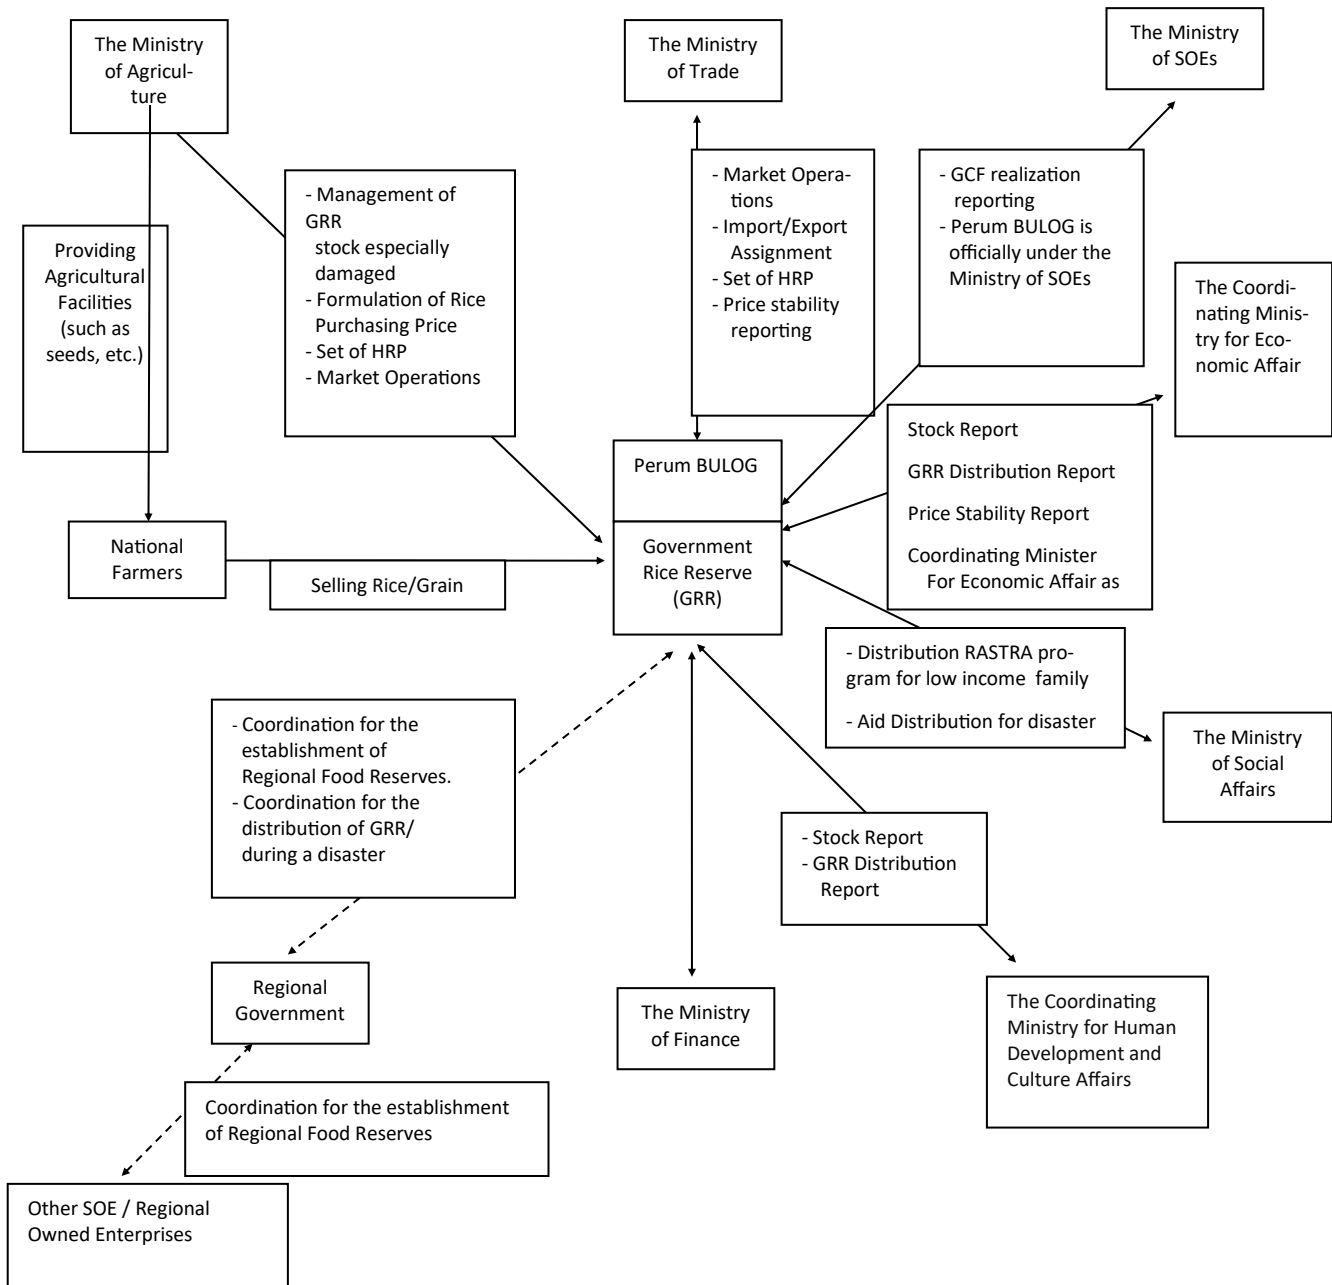 The Ministry
of Agricul-
ture
The Ministry
of Trade
The Ministry
of SOEs
- Management of
GRR
stock especially
damaged
- Formulation of Rice
Purchasing Price
- Set of HRP
- Market Operations
- Market Opera-
tions
- Import/Export
Assignment
- Set of HRP
- Price stability
reporting
- GCF realization
reporting
- Perum BULOG is
officially under the
Ministry of SOEs
Providing
Agricultural
Facilities
(such as
seeds, etc.)
The Coordi-
nating Minis-
try for Eco-
nomic Affair
Stock Report
GRR Distribution Report
Price Stability Report
Coordinating Minister
For Economic Affair as
Perum BULOG
Government
Rice Reserve
(GRR)
National
Farmers
Selling Rice/Grain
- Distribution RASTRA pro-
gram for low income family
- Aid Distribution for disaster
The Ministry
of Social
Affairs
- Coordination for the
establishment of
Regional Food Reserves.
- Coordination for the
distribution of GRR/
during a disaster
- Stock Report
- GRR Distribution
Report
Regional
Government
The Ministry
of Finance
The Coordinating
Ministry for Human
Development and
Culture Affairs
Coordination for the establishment
of Regional Food Reserves
Other SOE / Regional
Owned Enterprises